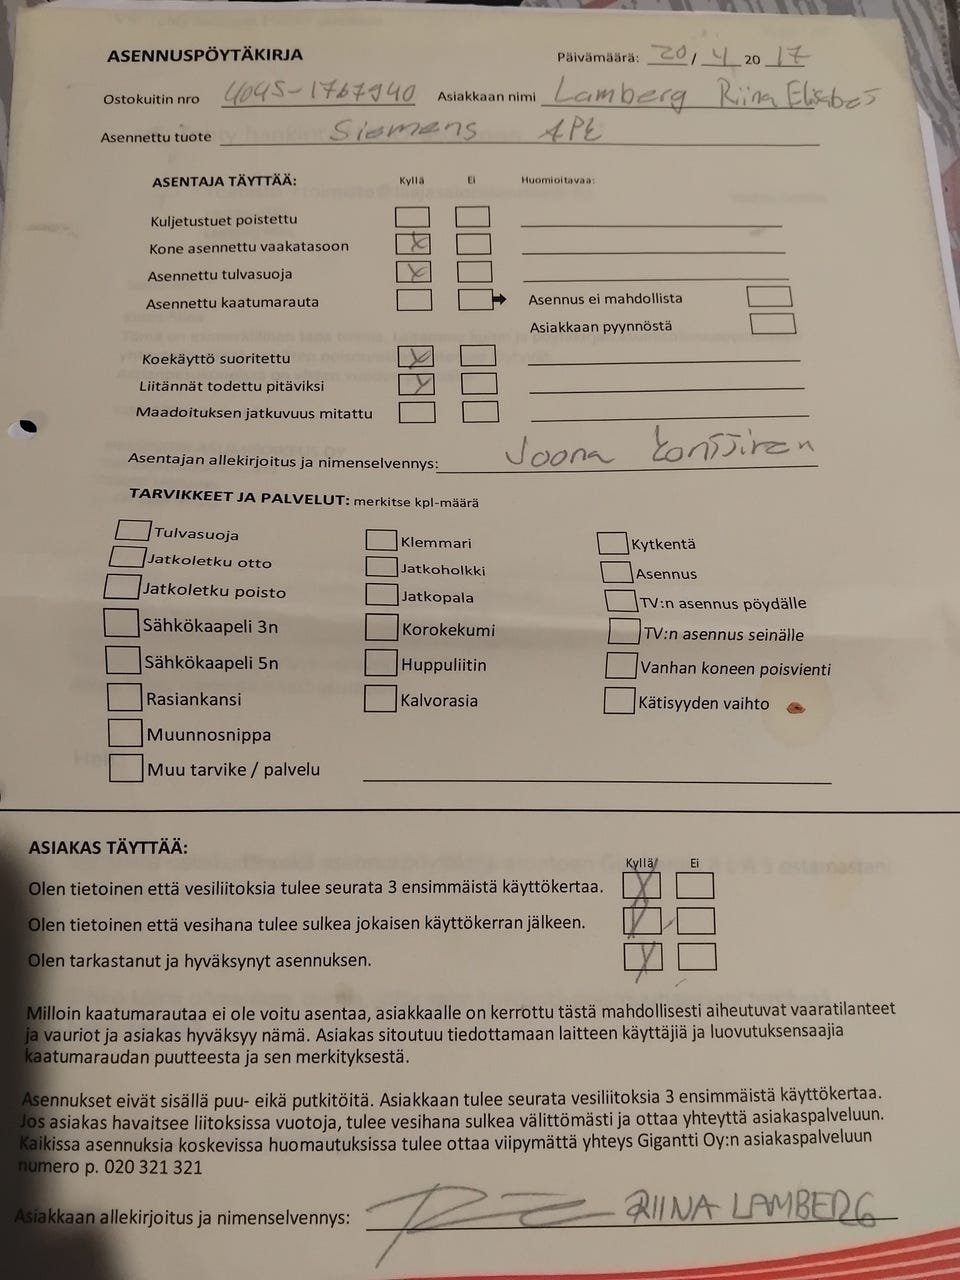 ASENNUSPÖYTÄKIRJA Päivämäärä: 20 / 4 20 17
Ostokuitin nro 4045-1767940 Asiakkaan nimi Lamberg Riina Elisabet
Asennettu tuote Siemens APK
ASENTAJA TÄYTTÄÄ: Kyllä Ei Huomioitavaa:
Kuljetustuet poistettu
Kone asennettu vaakatasoon X
Asennettu tulvasuoja X
Asennettu kaatumarauta Asennus ei mahdollista
Asiakkaan pyynnöstä
Koekäyttö suoritettu X
Liitännät todettu pitäviksi X
Maadoituksen jatkuvuus mitattu
Asentajan allekirjoitus ja nimenselvennys: Joona
TARVIKKEET JA PALVELUT: merkitse kpl-määrä
Tulvasuoja Klemmari Kytkentä
Jatkoletku otto Jatkoholkki Asennus
Jatkoletku poisto Jatkopala TV:n asennus pöydälle
Sähkökaapeli 3n Korokekumi TV:n asennus seinälle
Sähkökaapeli 5n Huppuliitin Vanhan koneen poisvienti
Rasiankansi Kalvorasia Kätisyyden vaihto
Muunnosnippa
Muu tarvike / palvelu
ASIAKAS TÄYTTÄÄ: Kyllä Ei
Olen tietoinen että vesiliitoksia tulee seurata 3 ensimmäistä käyttökertaa. X
Olen tietoinen että vesihana tulee sulkea jokaisen käyttökerran jälkeen. X
Olen tarkastanut ja hyväksynyt asennuksen. X
Milloin kaatumarautaa ei ole voitu asentaa, asiakkaalle on kerrottu tästä mahdollisesti aiheutuvat vaaratilanteet
ja vauriot ja asiakas hyväksyy nämä. Asiakas sitoutuu tiedottamaan laitteen käyttäjiä ja luovutuksensaajia
kaatumaraudan puutteesta ja sen merkityksestä.
Asennukset eivät sisällä puu- eikä putkitöitä. Asiakkaan tulee seurata vesiliitoksia 3 ensimmäistä käyttökertaa.
Jos asiakas havaitsee liitoksissa vuotoja, tulee vesihana sulkea välittömästi ja ottaa yhteyttä asiakaspalveluun.
Kaikissa asennuksia koskevissa huomautuksissa tulee ottaa viipymättä yhteys Gigantti Oy:n asiakaspalveluun
numero p. 020 321 321
Asiakkaan allekirjoitus ja nimenselvennys: RIINA LAMBERG